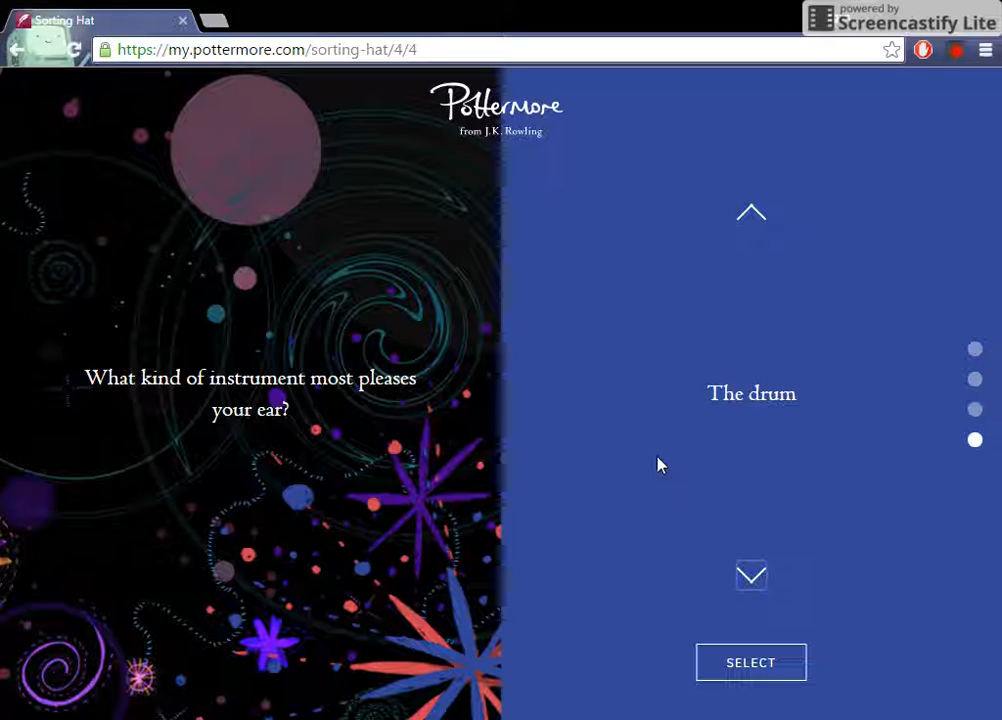 Sorting Hat
powered by
Screencastify Lite
https://my.pottermore.com/sorting-hat/4/4
Pottermore
from J.K. Rowling
What kind of instrument most pleases
your ear?
The drum
SELECT